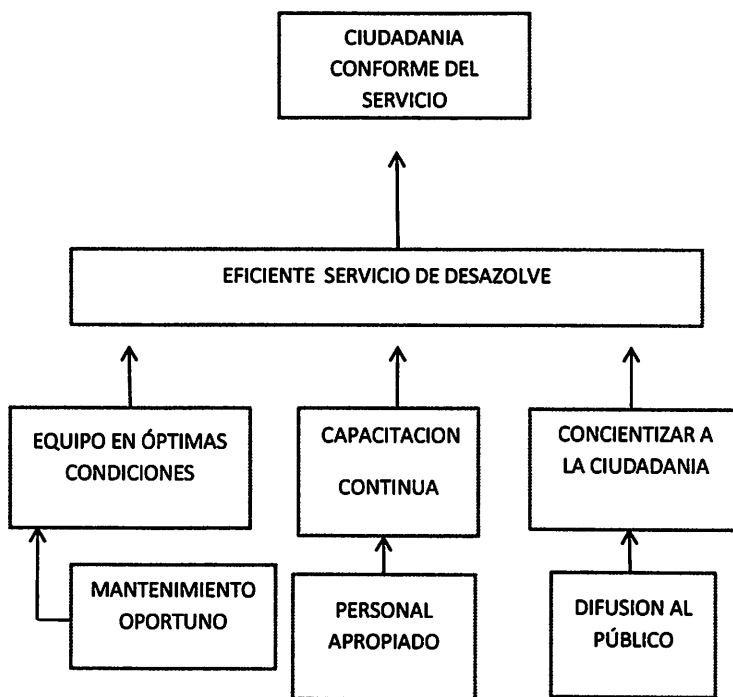 CIUDADANIA
CONFORME DEL
SERVICIO
EFICIENTE SERVICIO DE DESAZOLVE
EQUIPO EN ÓPTIMAS
CONDICIONES
CAPACITACION
CONTINUA
CONCIENTIZAR A
LA CIUDADANIA
MANTENIMIENTO
OPORTUNO
PERSONAL
APROPIADO
DIFUSION AL
PÚBLICO